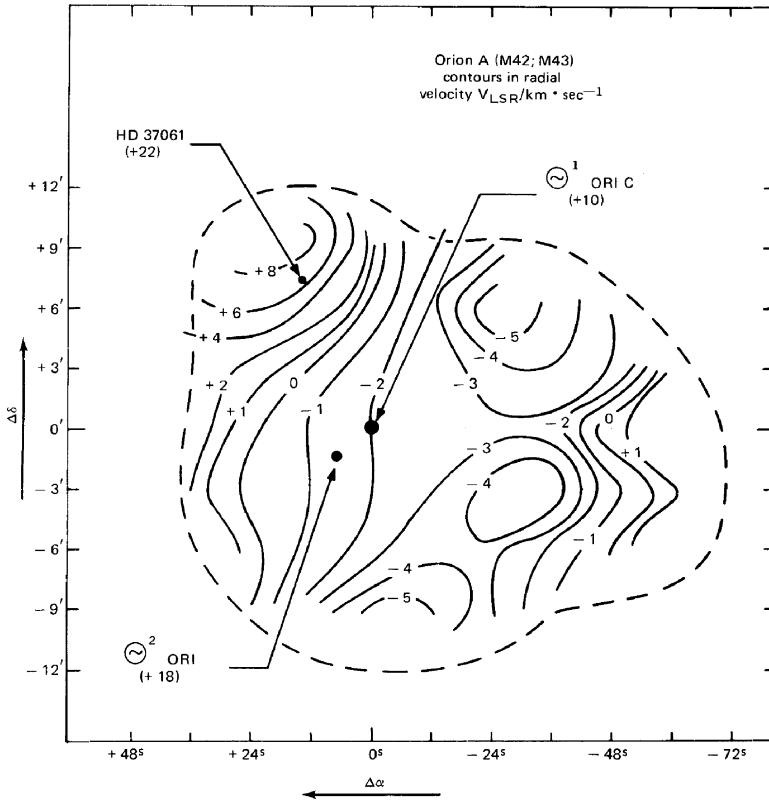 Orion A (M42; M43)
contours in radial
velocity V_LSR/km • sec⁻¹
HD 37061
(+22)
¹ ORI C
(+10)
+ 12′
+ 9′
+ 6′
+ 3′
0′
− 3′
− 6′
− 9′
− 12′
Δδ
+ 8
+ 6
+ 4
+ 2
+ 1
0
− 1
− 2
− 3
− 4
− 5
− 2
0
+ 1
− 3
− 4
− 1
− 4
− 5
² ORI
(+ 18)
+ 48ˢ
+ 24ˢ
0ˢ
− 24ˢ
− 48ˢ
− 72ˢ
Δα